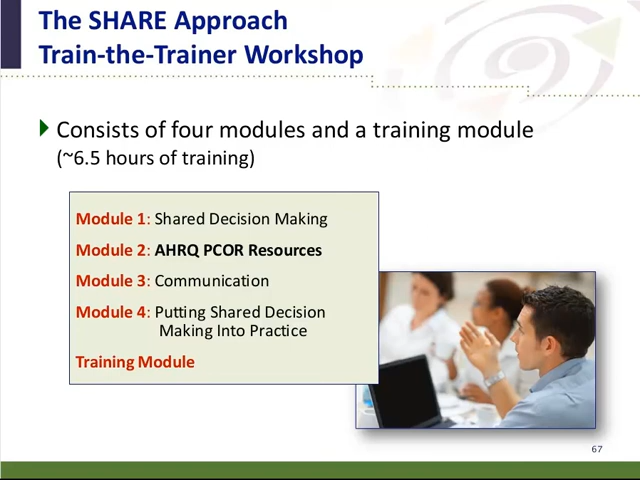 The SHARE Approach
Train-the-Trainer Workshop
Consists of four modules and a training module
(~6.5 hours of training)
Module 1: Shared Decision Making
Module 2: AHRQ PCOR Resources
Module 3: Communication
Module 4: Putting Shared Decision
Making Into Practice
Training Module
67